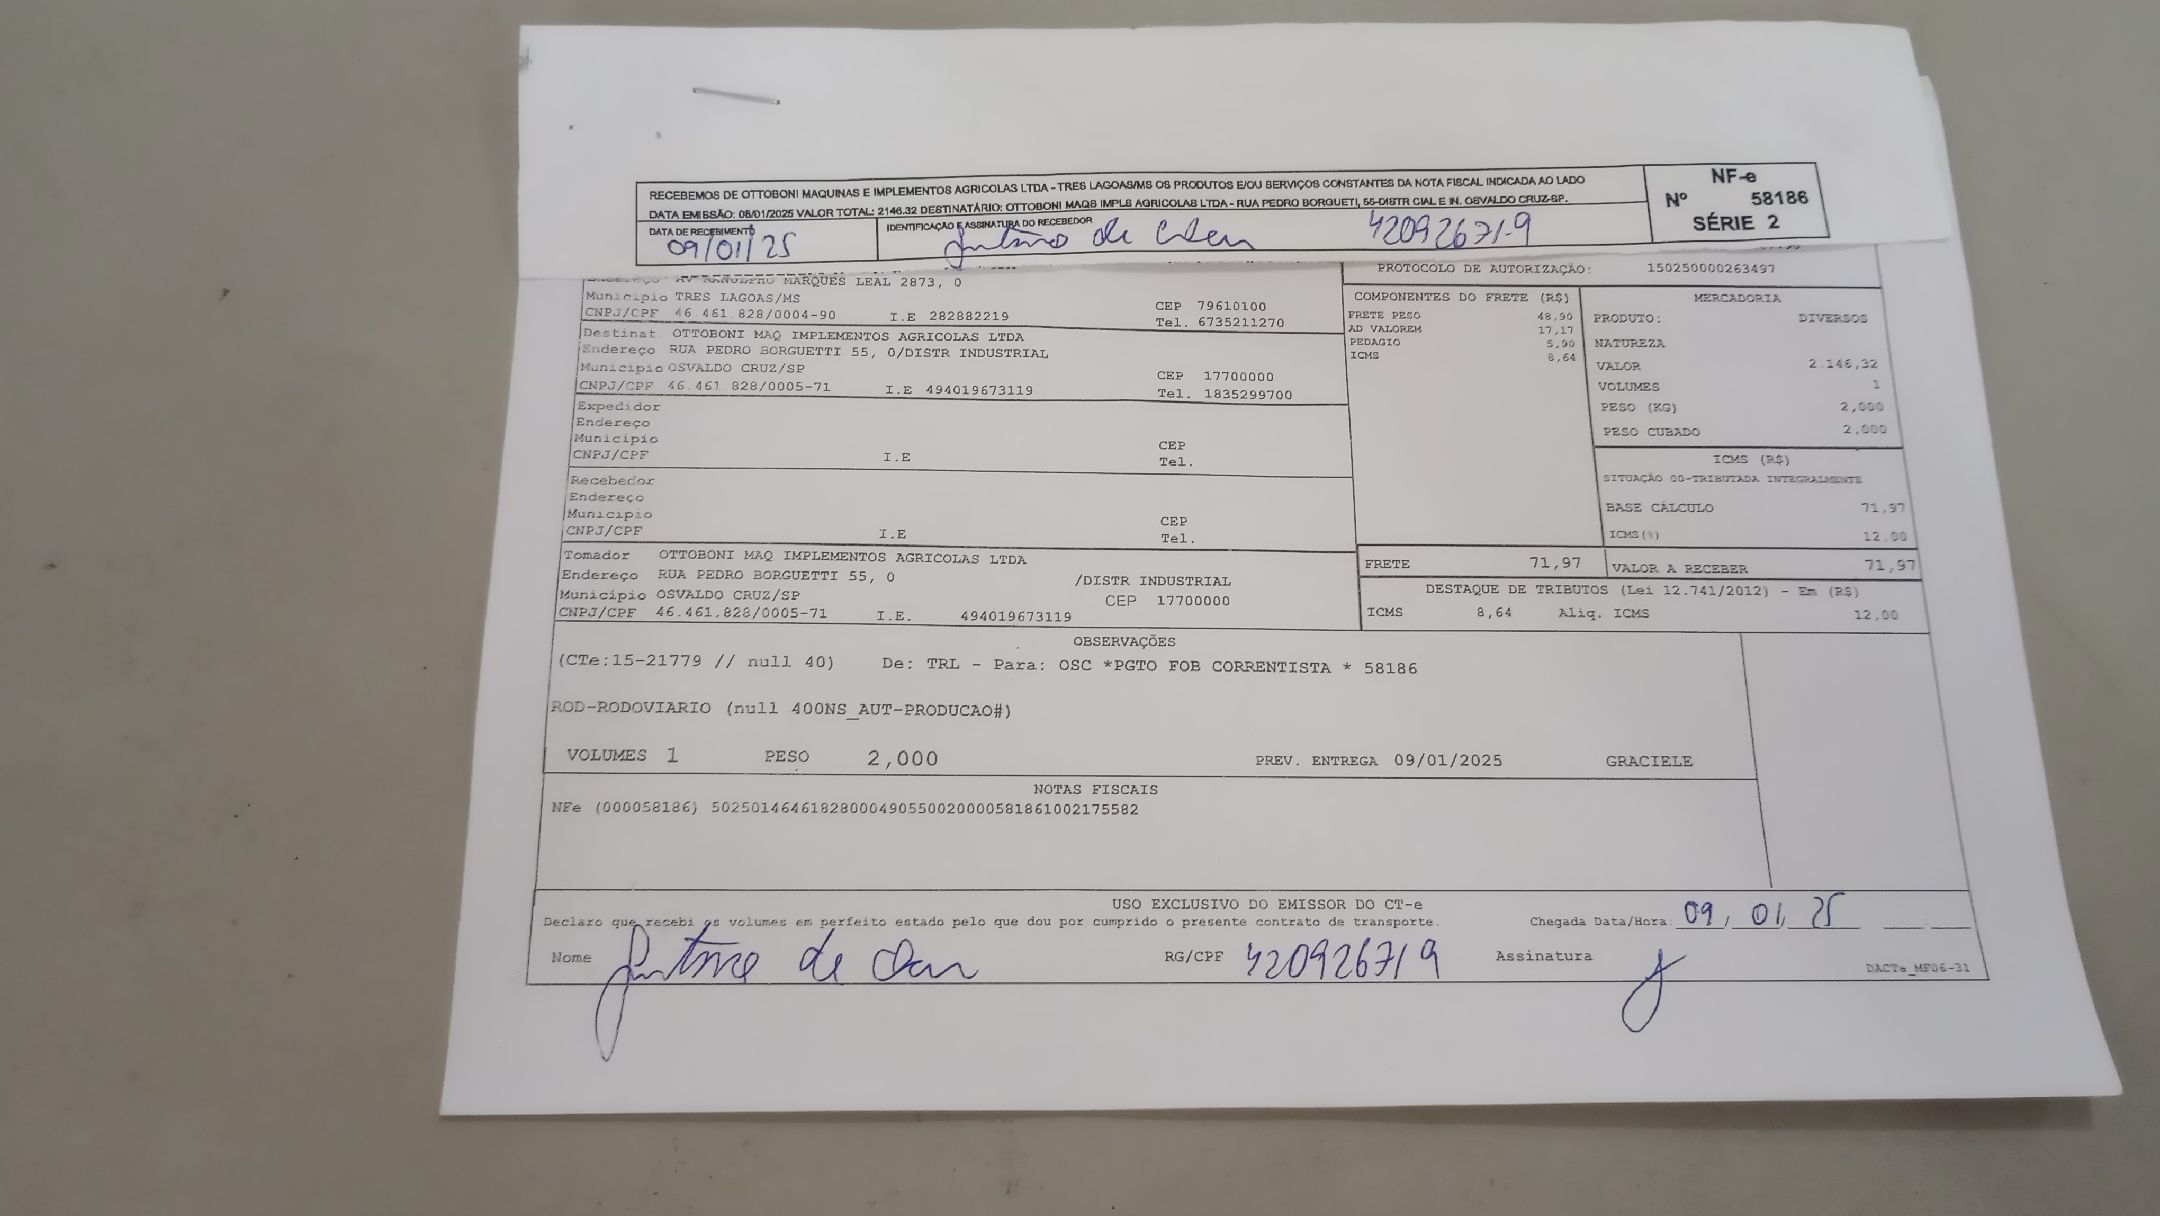 RECEBEMOS DE OTTOBONI MAQUINAS E IMPLEMENTOS AGRICOLAS LTDA - TRES LAGOAS/MS OS PRODUTOS E/OU SERVIÇOS CONSTANTES DA NOTA FISCAL INDICADA AO LADO
DATA EMISSÃO: 08/01/2025 VALOR TOTAL: 2146.32 DESTINATÁRIO: OTTOBONI MAQS IMPLS AGRICOLAS LTDA - RUA PEDRO BORGUETI, 55-DISTR CIAL E IN. OSVALDO CRUZ-SP.
NF-e
Nº 58186
SÉRIE 2
DATA DE RECEBIMENTO
09/01/25
IDENTIFICAÇÃO E ASSINATURA DO RECEBEDOR
de
42092671-9
PROTOCOLO DE AUTORIZAÇÃO: 150250000263497
MARQUES LEAL 2873, 0
Município TRES LAGOAS/MS CEP 79610100
CNPJ/CPF 46.461.828/0004-90 I.E 282882219 Tel. 6735211270
Destinat. OTTOBONI MAQ IMPLEMENTOS AGRICOLAS LTDA
Endereço RUA PEDRO BORGUETTI 55, 0/DISTR INDUSTRIAL
Município OSVALDO CRUZ/SP CEP 17700000
CNPJ/CPF 46.461.828/0005-71 I.E 494019673119 Tel. 1835299700
Expedidor
Endereço
Município CEP
CNPJ/CPF I.E Tel.
Recebedor
Endereço
Município CEP
CNPJ/CPF I.E Tel.
Tomador OTTOBONI MAQ IMPLEMENTOS AGRICOLAS LTDA
Endereço RUA PEDRO BORGUETTI 55, 0 /DISTR INDUSTRIAL
Município OSVALDO CRUZ/SP CEP 17700000
CNPJ/CPF 46.461.828/0005-71 I.E. 494019673119
COMPONENTES DO FRETE (R$)
FRETE PESO 48,90
AD VALOREM 17,17
PEDAGIO 5,90
ICMS 8,64
MERCADORIA
PRODUTO: DIVERSOS
NATUREZA
VALOR 2.146,32
VOLUMES 1
PESO (KG) 2,000
PESO CUBADO 2,000
ICMS (R$)
SITUAÇÃO 00-TRIBUTADA INTEGRALMENTE
BASE CÁLCULO 71,97
ICMS(%) 12,00
FRETE 71,97 VALOR A RECEBER 71,97
DESTAQUE DE TRIBUTOS (Lei 12.741/2012) - Em (R$)
ICMS 8,64 Aliq. ICMS 12,00
OBSERVAÇÕES
(CTe:15-21779 // null 40) De: TRL - Para: OSC *PGTO FOB CORRENTISTA * 58186
ROD-RODOVIARIO (null 400NS_AUT-PRODUCAO#)
VOLUMES 1 PESO 2,000 PREV. ENTREGA 09/01/2025 GRACIELE
NOTAS FISCAIS
NFe (000058186) 50250146461828000490550020000581861002175582
USO EXCLUSIVO DO EMISSOR DO CT-e
Declaro que recebi os volumes em perfeito estado pelo que dou por cumprido o presente contrato de transporte. Chegada Data/Hora: 09/01/25
Nome de RG/CPF 420926719 Assinatura
DACTe_MF06-31